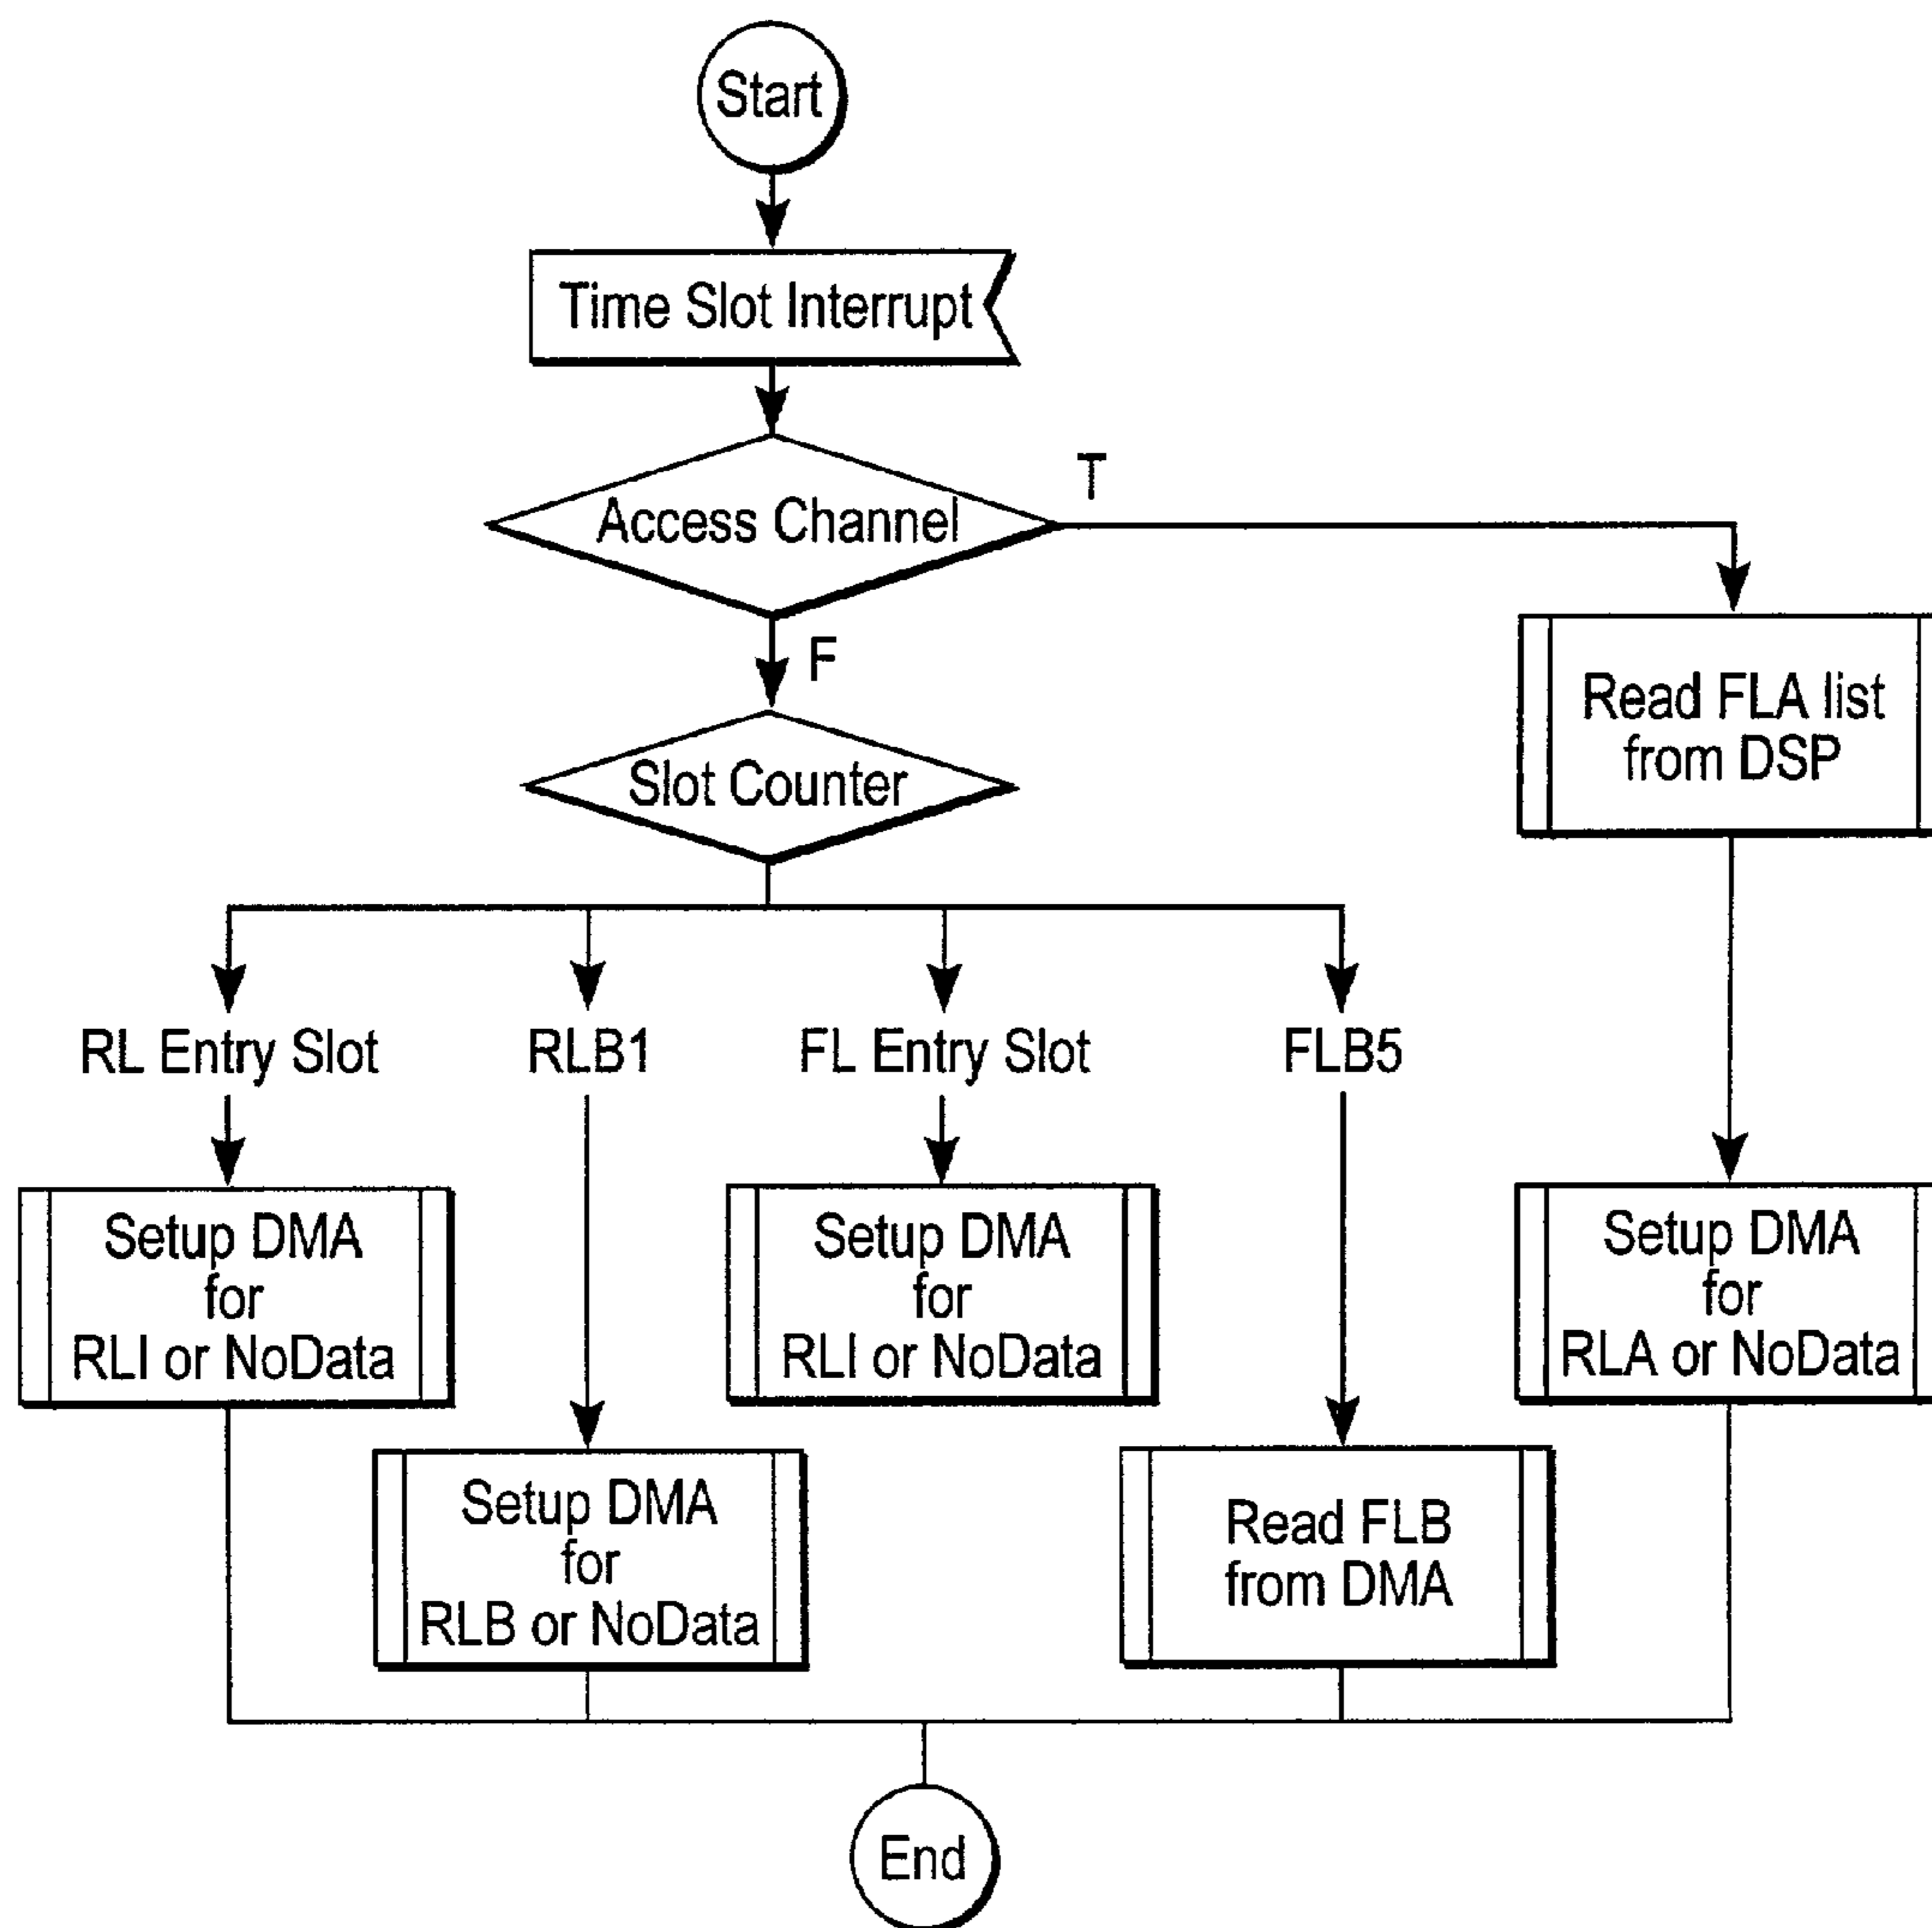 Start
Time Slot Interrupt
Access Channel
T
F
Read FLA list
from DSP
Slot Counter
RL Entry Slot
RLB1
FL Entry Slot
FLB5
Setup DMA
for
RLI or NoData
Setup DMA
for
RLI or NoData
Setup DMA
for
RLA or NoData
Setup DMA
for
RLB or NoData
Read FLB
from DMA
End